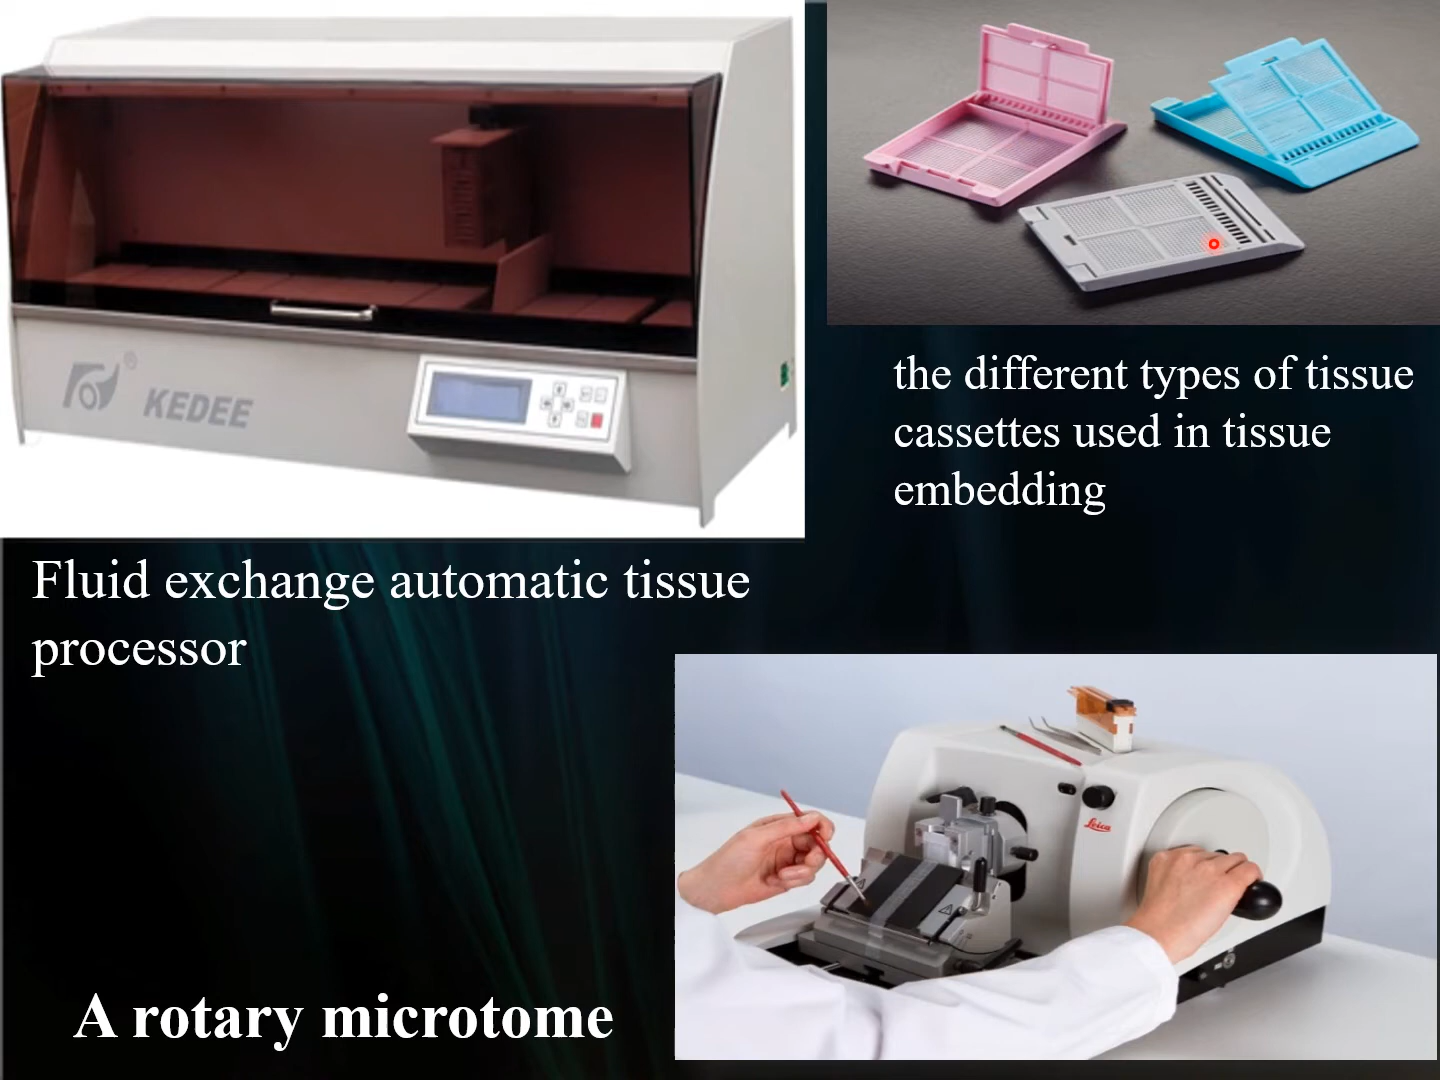 KEDEE
the different types of tissue
cassettes used in tissue
embedding
Fluid exchange automatic tissue
processor
Leica
A rotary microtome